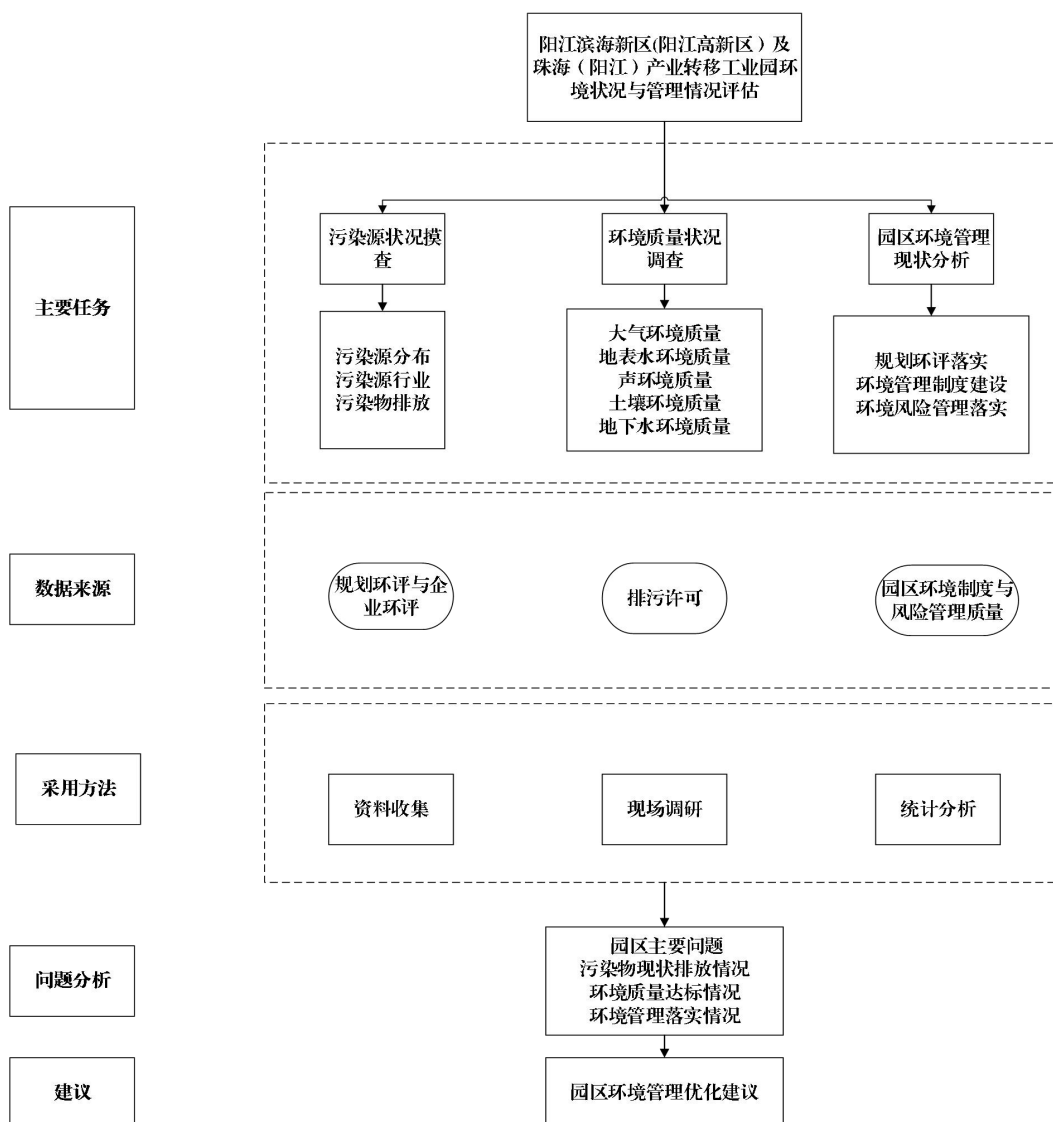 阳江滨海新区(阳江高新区）及
珠海（阳江）产业转移工业园环
境状况与管理情况评估
主要任务
污染源状况摸
查
环境质量状况
调查
园区环境管理
现状分析
污染源分布
污染源行业
污染物排放
大气环境质量
地表水环境质量
声环境质量
土壤环境质量
地下水环境质量
规划环评落实
环境管理制度建设
环境风险管理落实
数据来源
规划环评与企
业环评
排污许可
园区环境制度与
风险管理质量
采用方法
资料收集
现场调研
统计分析
问题分析
园区主要问题
污染物现状排放情况
环境质量达标情况
环境管理落实情况
建议
园区环境管理优化建议